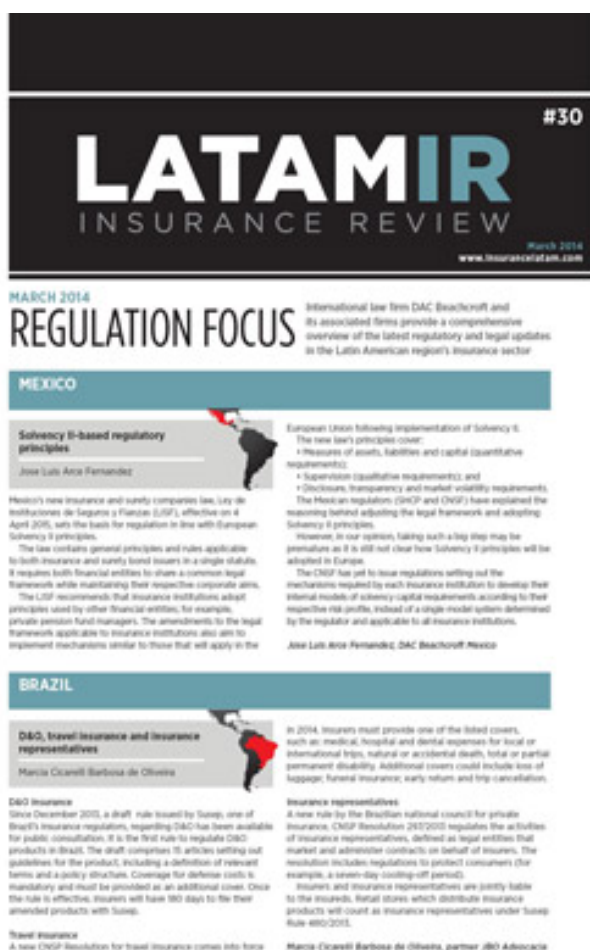 #30
LATAMIR
INSURANCE REVIEW
March 2014
www.insurancelatam.com
MARCH 2014
REGULATION FOCUS
International law firm DAC Beachcroft and
its associated firms provide a comprehensive
overview of the latest regulatory and legal updates
in the Latin American region's insurance sector
MEXICO
Solvency II-based regulatory
principles
Jose Luis Arce Fernandez
Mexico's new insurance and surety companies law, Ley de
Instituciones de Seguros y Fianzas (LISF), effective on 4
April 2015, sets the basis for regulation in line with European
Solvency II principles.
The law contains general principles and rules applicable
to both insurance and surety bond issuers in a single statute.
It requires both financial entities to share a common legal
framework while maintaining their respective corporate aims.
The LISF recommends that insurance institutions adopt
principles used by other financial entities, for example,
private pension fund managers. The amendments to the legal
framework applicable to insurance institutions also aim to
implement mechanisms similar to those that will apply in the
European Union following implementation of Solvency II.
The new law's principles cover:
• Measures of assets, liabilities and capital (quantitative
requirements);
• Supervision (qualitative requirements); and
• Disclosure, transparency and market volatility requirements.
The Mexican regulators (SHCP and CNSF) have explained the
reasoning behind adjusting the legal framework and adopting
Solvency II principles.
However, in our opinion, taking such a big step may be
premature as it is still not clear how Solvency II principles will be
adopted in Europe.
The CNSF has yet to issue regulations setting out the
mechanisms required by each insurance institution to develop their
internal models of solvency capital requirements according to their
respective risk profile, instead of a single model system determined
by the regulator and applicable to all insurance institutions.
Jose Luis Arce Fernandez, DAC Beachcroft Mexico
BRAZIL
D&O, travel insurance and insurance
representatives
Marcia Cicarelli Barbosa de Oliveira
D&O insurance
Since December 2013, a draft rule issued by Susep, one of
Brazil's insurance regulators, regarding D&O has been available
for public consultation. It is the first rule to regulate D&O
products in Brazil. The draft comprises 15 articles setting out
guidelines for the product, including a definition of relevant
terms and a policy structure. Coverage for defense costs is
mandatory and must be provided as an additional cover. Once
the rule is effective, insurers will have 180 days to file their
amended products with Susep.
Travel insurance
A new CNSP Resolution for travel insurance comes into force
in 2014. Insurers must provide one of the listed covers,
such as: medical, hospital and dental expenses for local or
international trips, natural or accidental death, total or partial
permanent disability. Additional covers could include loss of
luggage; funeral insurance; early return and trip cancellation.
Insurance representatives
A new rule by the Brazilian national council for private
insurance, CNSP Resolution 297/2013 regulates the activities
of insurance representatives, defined as legal entities that
market and administer contracts on behalf of insurers. The
resolution includes regulations to protect consumers (for
example, a seven-day cooling-off period).
Insurers and insurance representatives are jointly liable
to the insureds. Retail stores which distribute insurance
products will count as insurance representatives under Susep
Rule 480/2013.
Marcia Cicarelli Barbosa de Oliveira, partner JBO Advocacia